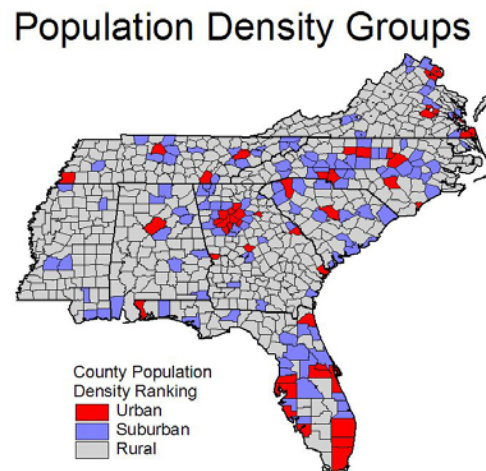 Population Density Groups
County Population
Density Ranking
Urban
Suburban
Rural